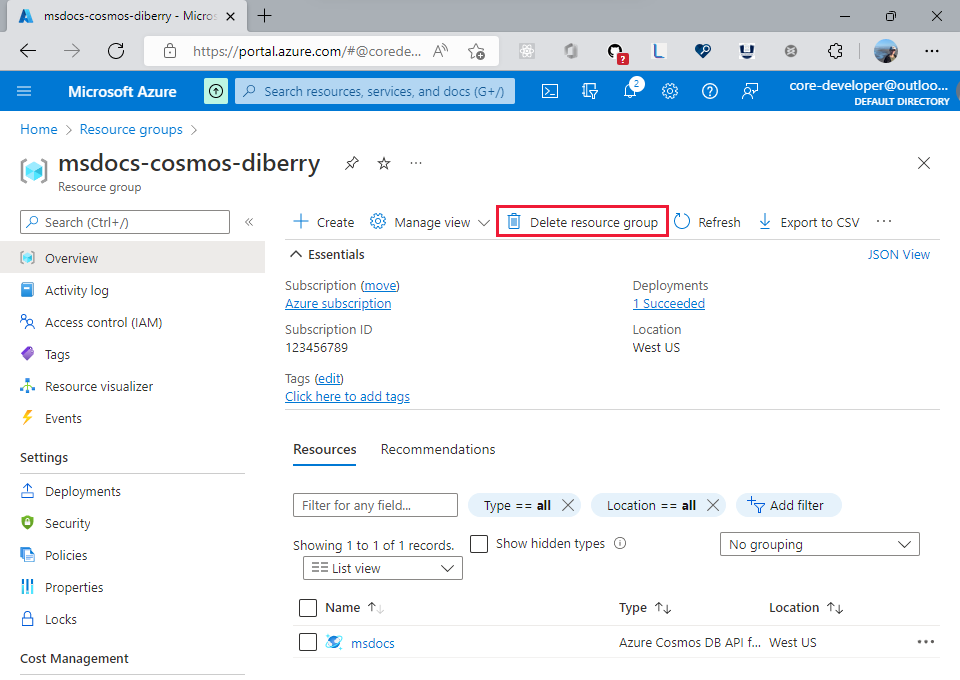 msdocs-cosmos-diberry - Micros
https://portal.azure.com/#@corede...
Microsoft Azure
Search resources, services, and docs (G+/)
2
core-developer@outloo...
DEFAULT DIRECTORY
Home > Resource groups >
msdocs-cosmos-diberry
Resource group
Search (Ctrl+/)
Create
Manage view
Delete resource group
Refresh
Export to CSV
Overview
Activity log
Access control (IAM)
Tags
Resource visualizer
Events
Settings
Deployments
Security
Policies
Properties
Locks
Cost Management
Essentials
JSON View
Subscription (move)
Azure subscription
Subscription ID
123456789
Tags (edit)
Click here to add tags
Deployments
1 Succeeded
Location
West US
Resources
Recommendations
Filter for any field...
Type == all
Location == all
Add filter
Showing 1 to 1 of 1 records.
Show hidden types
No grouping
List view
Name
Type
Location
msdocs
Azure Cosmos DB API f...
West US